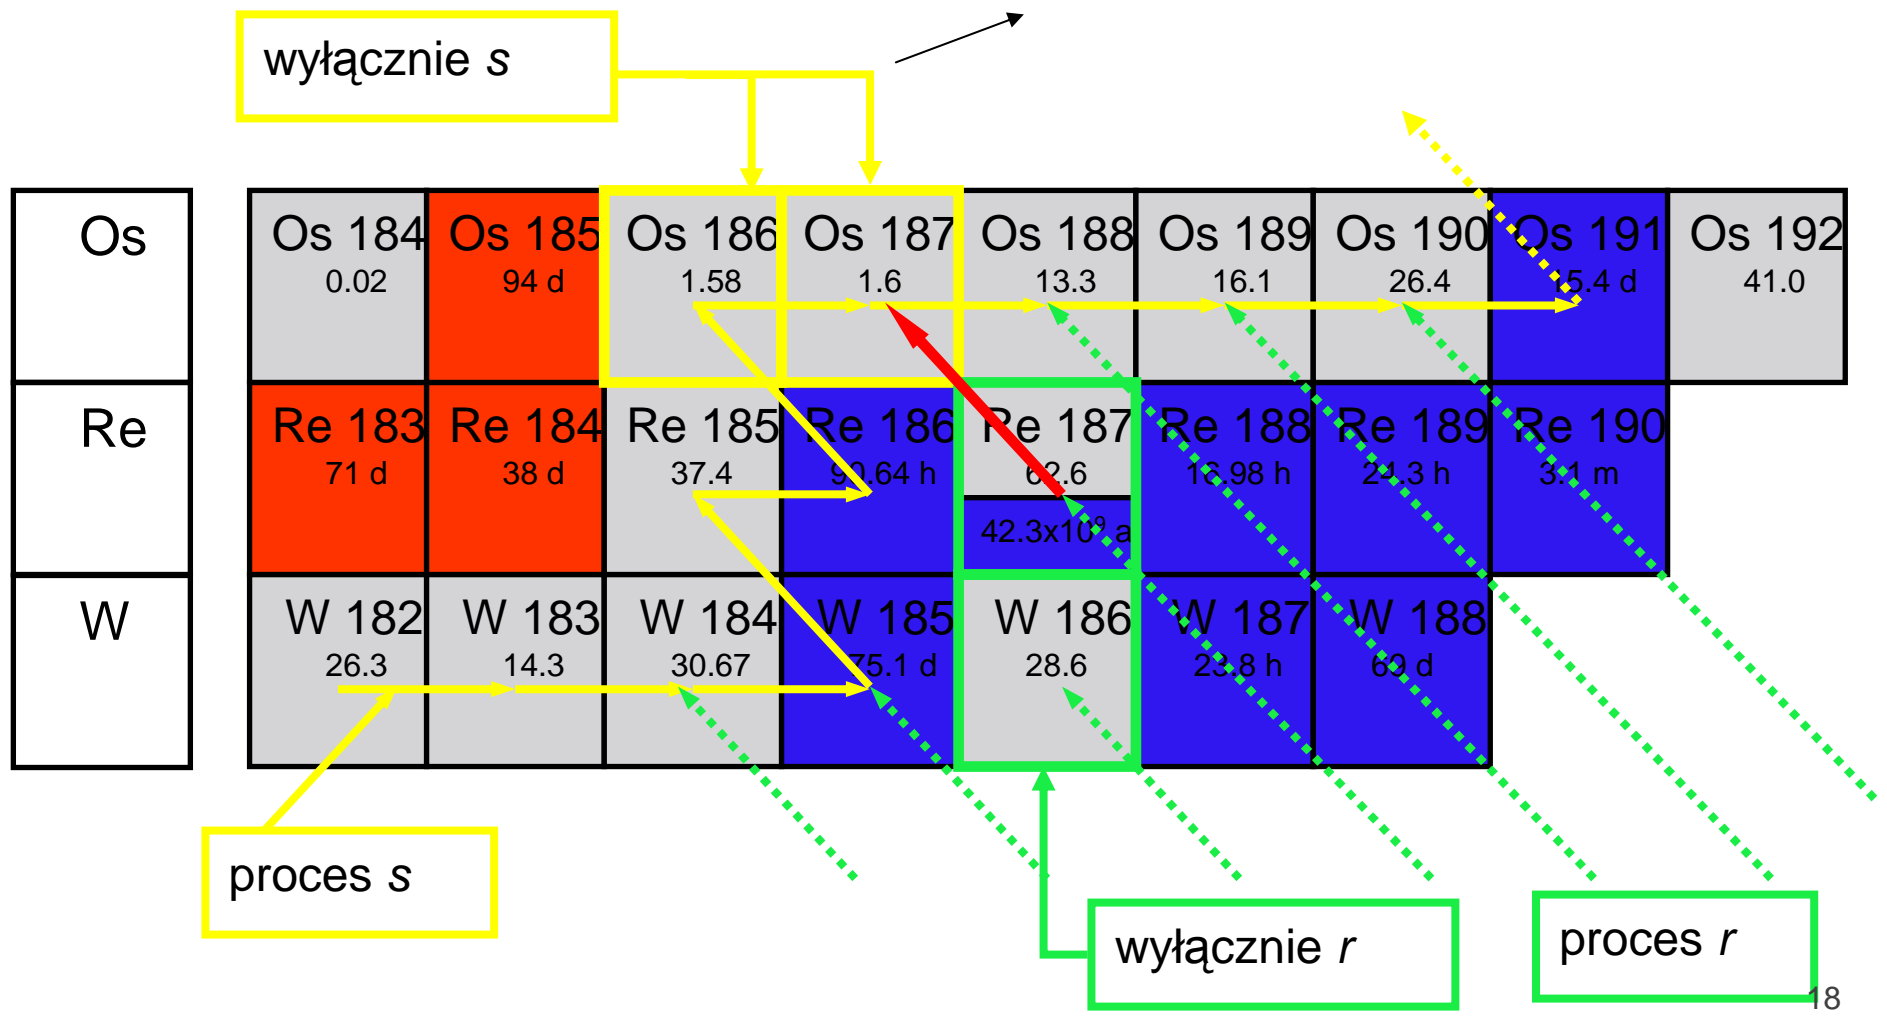 wyłącznie s
Os
Os 184
0.02
Os 185
94 d
Os 186
1.58
Os 187
1.6
Os 188
13.3
Os 189
16.1
Os 190
26.4
Os 191
15.4 d
Os 192
41.0
Re
Re 183
71 d
Re 184
38 d
Re 185
37.4
Re 186
90.64 h
Re 187
62.6
42.3x10⁹ a
Re 188
16.98 h
Re 189
24.3 h
Re 190
3.1 m
W
W 182
26.3
W 183
14.3
W 184
30.67
W 185
75.1 d
W 186
28.6
W 187
23.8 h
W 188
69 d
proces s
wyłącznie r
proces r
18